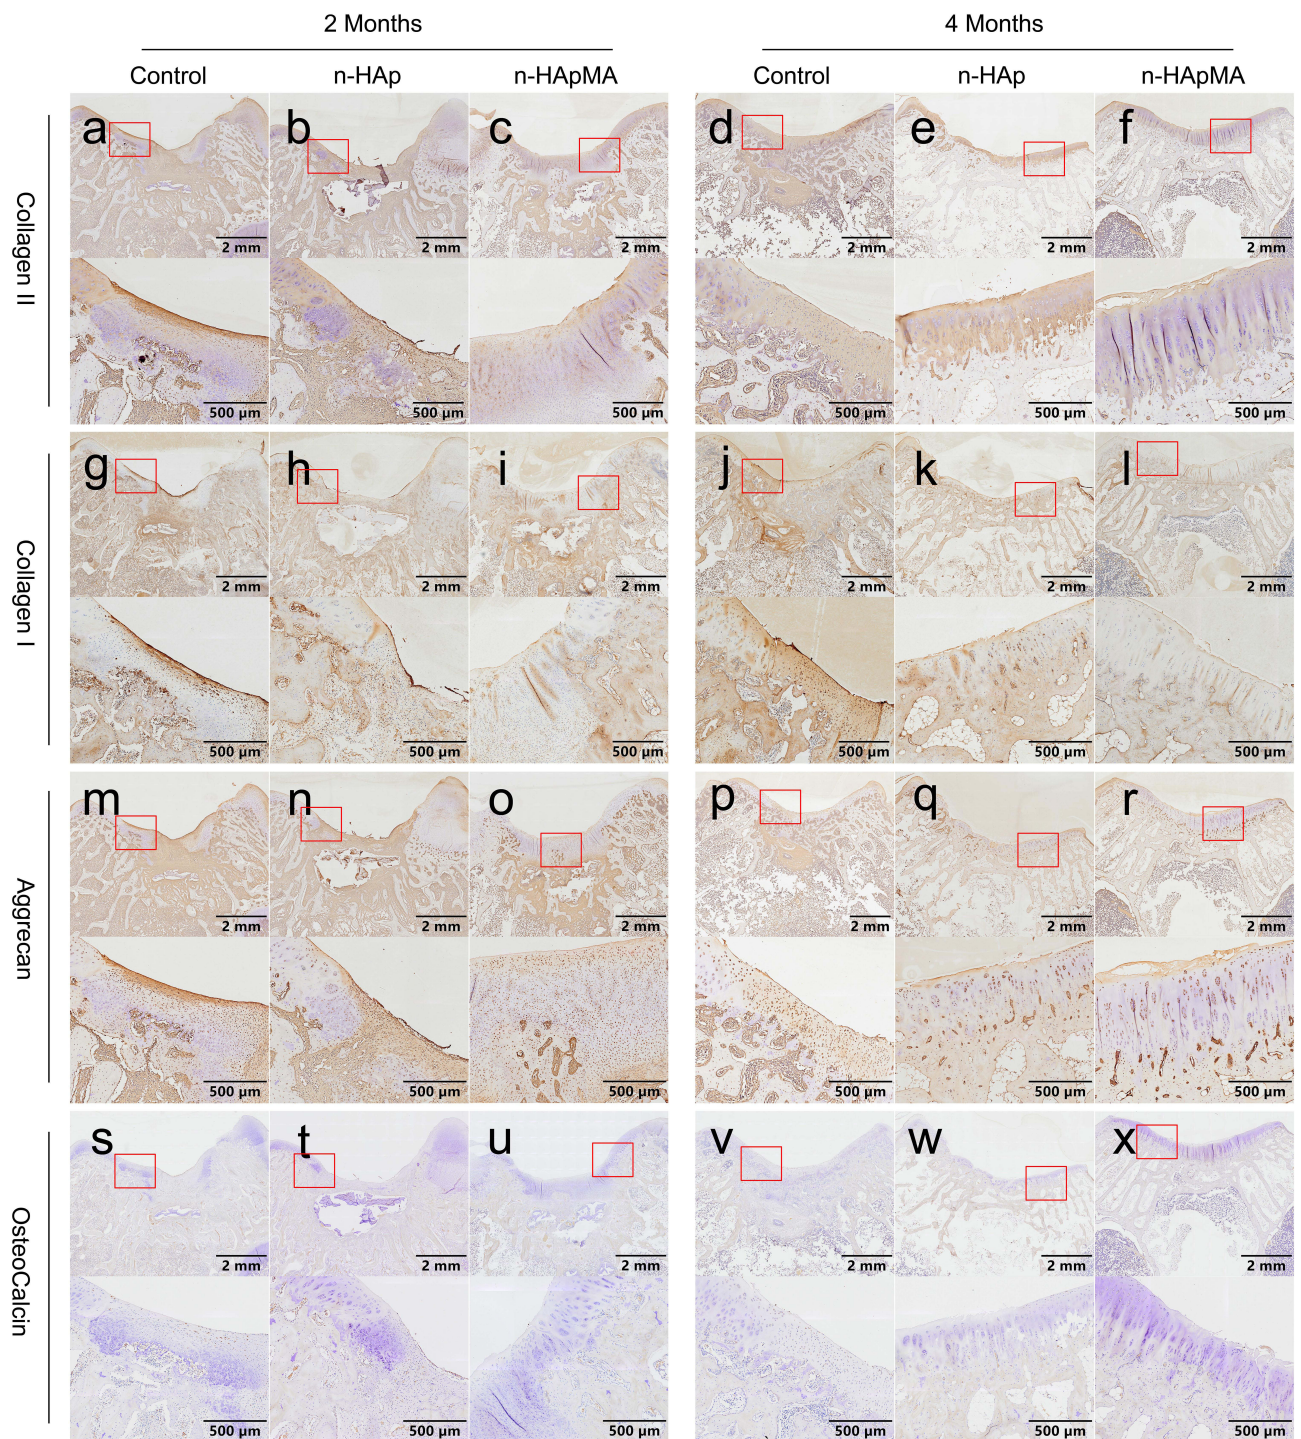 2 Months 4 Months
Control n-HAp n-HApMA Control n-HAp n-HApMA
Collagen II
a b c d e f
2 mm 2 mm 2 mm 2 mm 2 mm 2 mm
500 µm 500 µm 500 µm 500 µm 500 µm 500 µm
Collagen I
g h i j k l
2 mm 2 mm 2 mm 2 mm 2 mm 2 mm
500 µm 500 µm 500 µm 500 µm 500 µm 500 µm
Aggrecan
m n o p q r
2 mm 2 mm 2 mm 2 mm 2 mm 2 mm
500 µm 500 µm 500 µm 500 µm 500 µm 500 µm
OsteoCalcin
s t u v w x
2 mm 2 mm 2 mm 2 mm 2 mm 2 mm
500 µm 500 µm 500 µm 500 µm 500 µm 500 µm